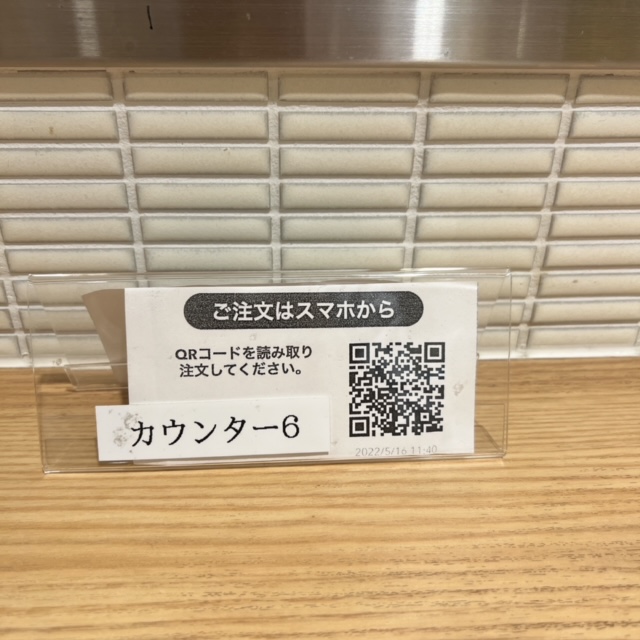 ご注文はスマホから
QRコードを読み取り
注文してください。
カウンター6
2022/5/16 11:40